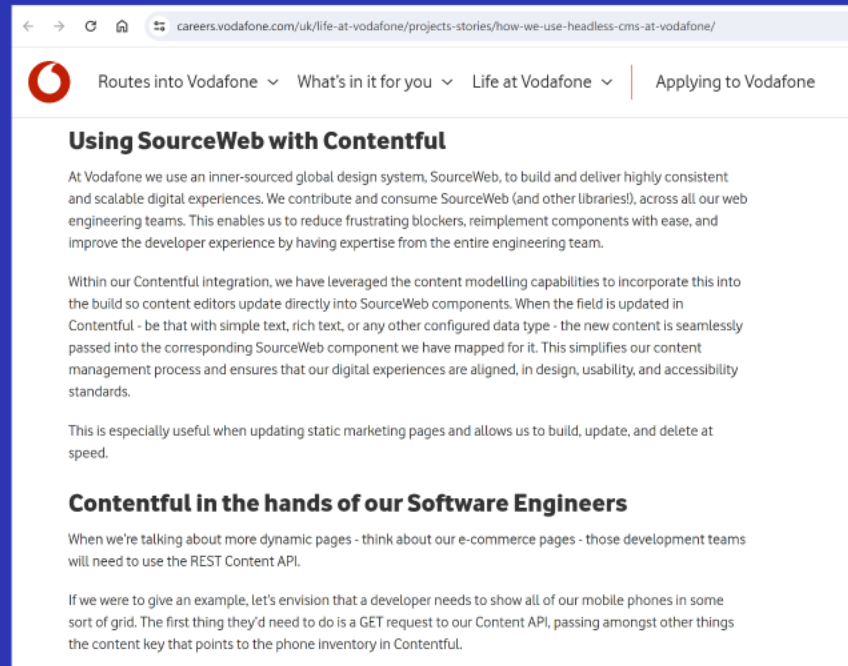 careers.vodafone.com/uk/life-at-vodafone/projects-stories/how-we-use-headless-cms-at-vodafone/
Routes into Vodafone What's in it for you Life at Vodafone Applying to Vodafone
Using SourceWeb with Contentful
At Vodafone we use an inner-sourced global design system, SourceWeb, to build and deliver highly consistent
and scalable digital experiences. We contribute and consume SourceWeb (and other libraries!), across all our web
engineering teams. This enables us to reduce frustrating blockers, reimplement components with ease, and
improve the developer experience by having expertise from the entire engineering team.
Within our Contentful integration, we have leveraged the content modelling capabilities to incorporate this into
the build so content editors update directly into SourceWeb components. When the field is updated in
Contentful - be that with simple text, rich text, or any other configured data type - the new content is seamlessly
passed into the corresponding SourceWeb component we have mapped for it. This simplifies our content
management process and ensures that our digital experiences are aligned, in design, usability, and accessibility
standards.
This is especially useful when updating static marketing pages and allows us to build, update, and delete at
speed.
Contentful in the hands of our Software Engineers
When we're talking about more dynamic pages - think about our e-commerce pages - those development teams
will need to use the REST Content API.
If we were to give an example, let's envision that a developer needs to show all of our mobile phones in some
sort of grid. The first thing they'd need to do is a GET request to our Content API, passing amongst other things
the content key that points to the phone inventory in Contentful.